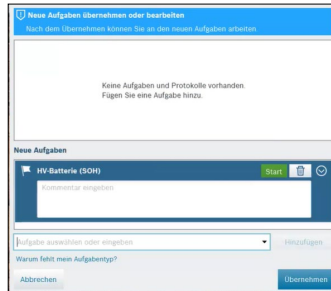 Neue Aufgaben übernehmen oder bearbeiten
Nach dem Übernehmen können Sie an den neuen Aufgaben arbeiten.
Keine Aufgaben und Protokolle vorhanden.
Fügen Sie eine Aufgabe hinzu.
Neue Aufgaben
HV-Batterie (SOH)
Start
Kommentar eingeben
Aufgabe auswählen oder eingeben
Hinzufügen
Warum fehlt mein Aufgabentyp?
Abbrechen
Übernehmen